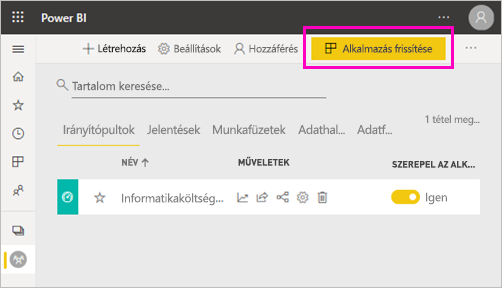 Power BI
Létrehozás Beállítások Hozzáférés Alkalmazás frissítése
Tartalom keresése...
Irányítópultok Jelentések Munkafüzetek Adathal... Adatf... 1 tétel meg...
NÉV MŰVELETEK SZEREPEL AZ ALK...
Informatikaköltség... Igen